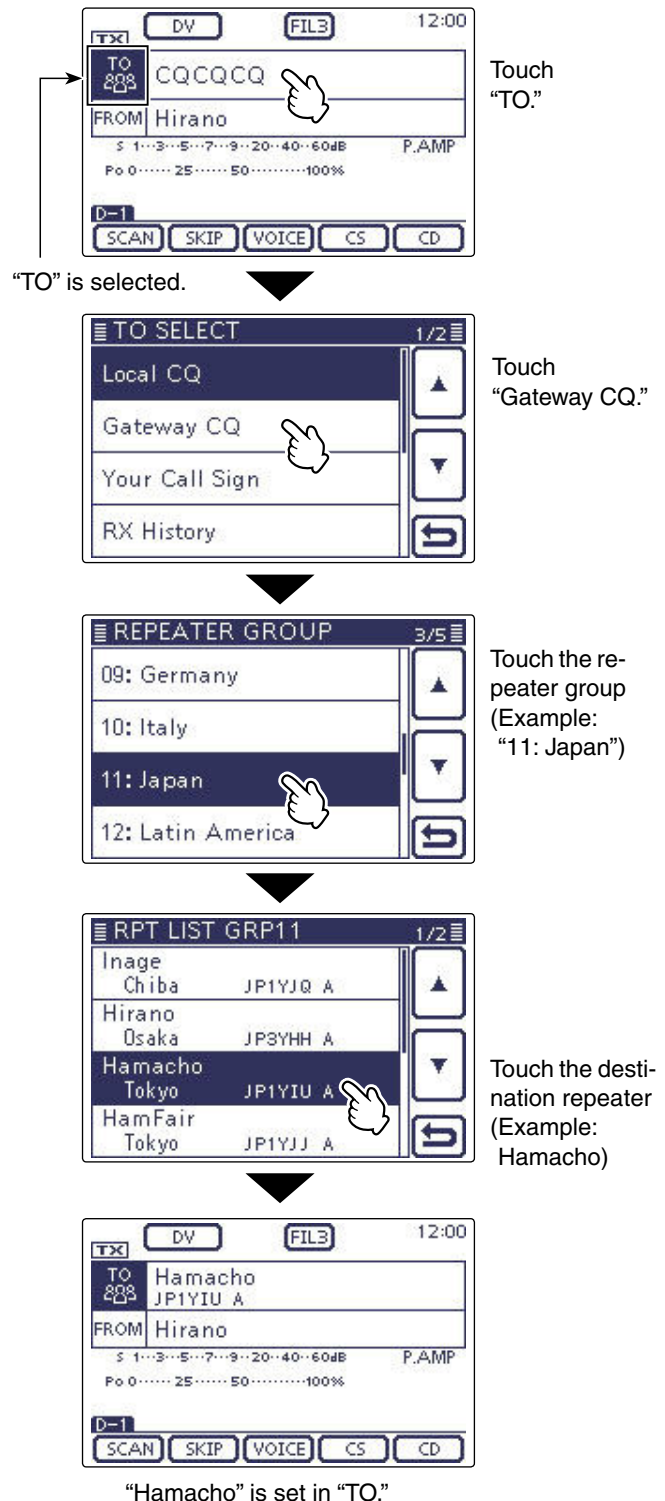 TX DV FIL3 12:00
TO CQCQCQ
FROM Hirano
S 1···3···5···7···9··20··40··60dB P.AMP
Po 0······ 25 ······ 50 ·········100%
D-1
SCAN SKIP VOICE CS CD
Touch
“TO.”
“TO” is selected.
TO SELECT 1/2
Local CQ
Gateway CQ
Your Call Sign
RX History
Touch
“Gateway CQ.”
REPEATER GROUP 3/5
09: Germany
10: Italy
11: Japan
12: Latin America
Touch the re-
peater group
(Example:
“11: Japan”)
RPT LIST GRP11 1/2
Inage
Chiba JP1YJQ A
Hirano
Osaka JP3YHH A
Hamacho
Tokyo JP1YIU A
HamFair
Tokyo JP1YJJ A
Touch the desti-
nation repeater
(Example:
Hamacho)
TX DV FIL3 12:00
TO Hamacho
JP1YIU A
FROM Hirano
S 1···3···5···7···9··20··40··60dB P.AMP
Po 0······ 25 ······ 50 ·········100%
D-1
SCAN SKIP VOICE CS CD
“Hamacho” is set in “TO.”